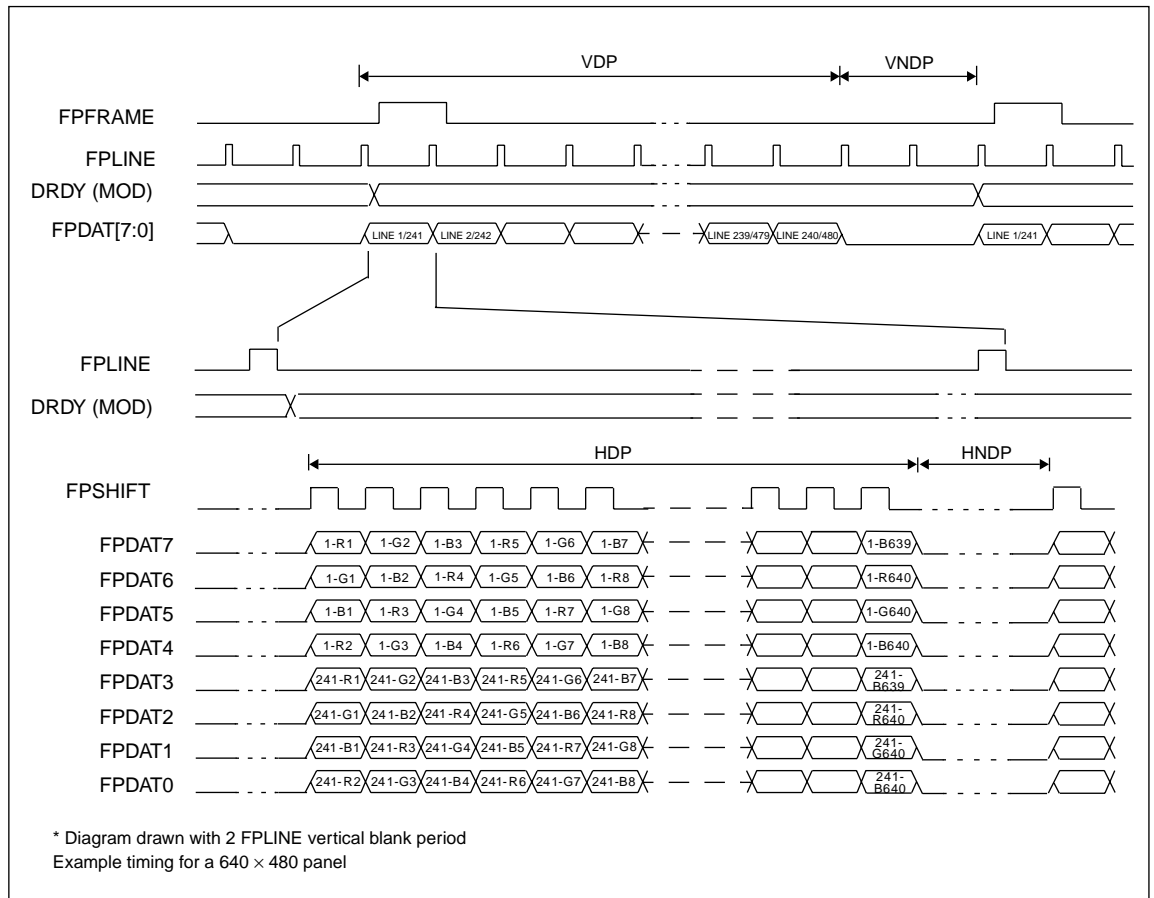 VDP VNDP
FPFRAME
FPLINE
DRDY (MOD)
FPDAT[7:0] LINE 1/241 LINE 2/242 LINE 239/479 LINE 240/480 LINE 1/241
FPLINE
DRDY (MOD)
HDP HNDP
FPSHIFT
FPDAT7 1-R1 1-G2 1-B3 1-R5 1-G6 1-B7 1-B639
FPDAT6 1-G1 1-B2 1-R4 1-G5 1-B6 1-R8 1-R640
FPDAT5 1-B1 1-R3 1-G4 1-B5 1-R7 1-G8 1-G640
FPDAT4 1-R2 1-G3 1-B4 1-R6 1-G7 1-B8 1-B640
FPDAT3 241-R1 241-G2 241-B3 241-R5 241-G6 241-B7 241-B639
FPDAT2 241-G1 241-B2 241-R4 241-G5 241-B6 241-R8 241-R640
FPDAT1 241-B1 241-R3 241-G4 241-B5 241-R7 241-G8 241-G640
FPDAT0 241-R2 241-G3 241-B4 241-R6 241-G7 241-B8 241-B640
* Diagram drawn with 2 FPLINE vertical blank period
Example timing for a 640 × 480 panel